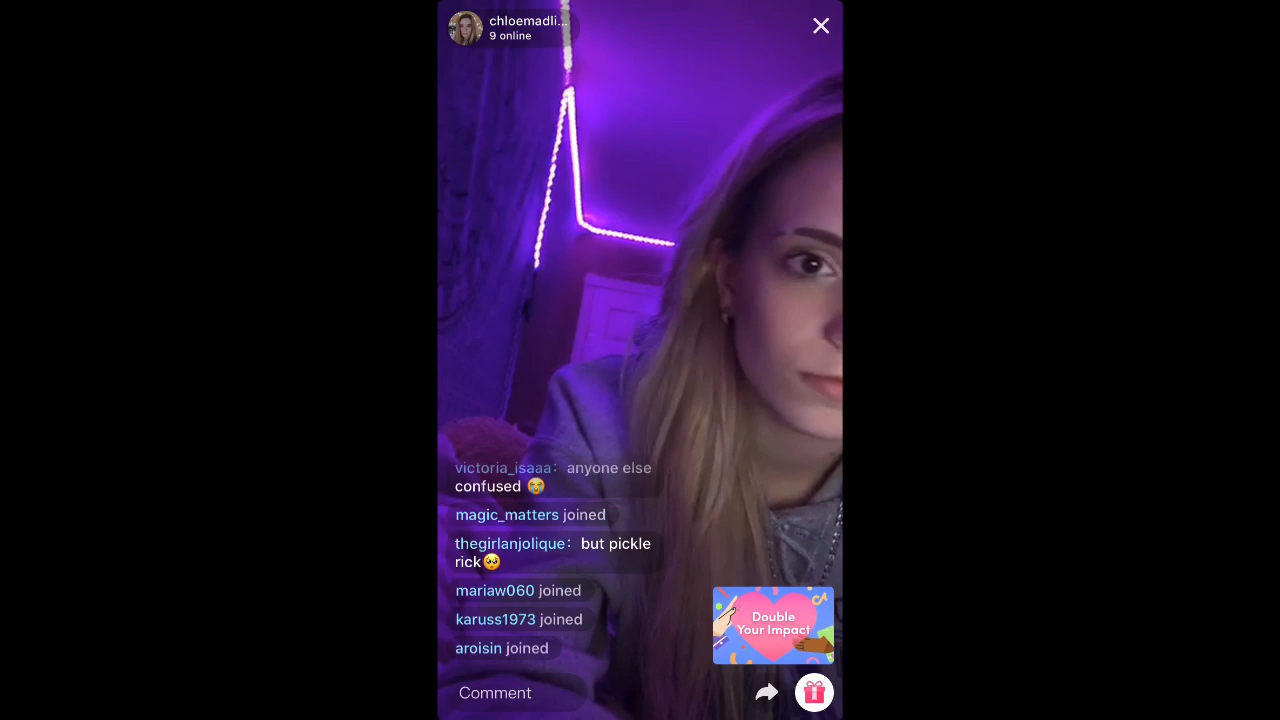 chloemadli...
9 online
victoria_isaaa: anyone else
confused 😭
magic_matters joined
thegirlanjolique: but pickle
rick🥺
mariaw060 joined
karuss1973 joined
aroisin joined
Double
Your Impact
Comment